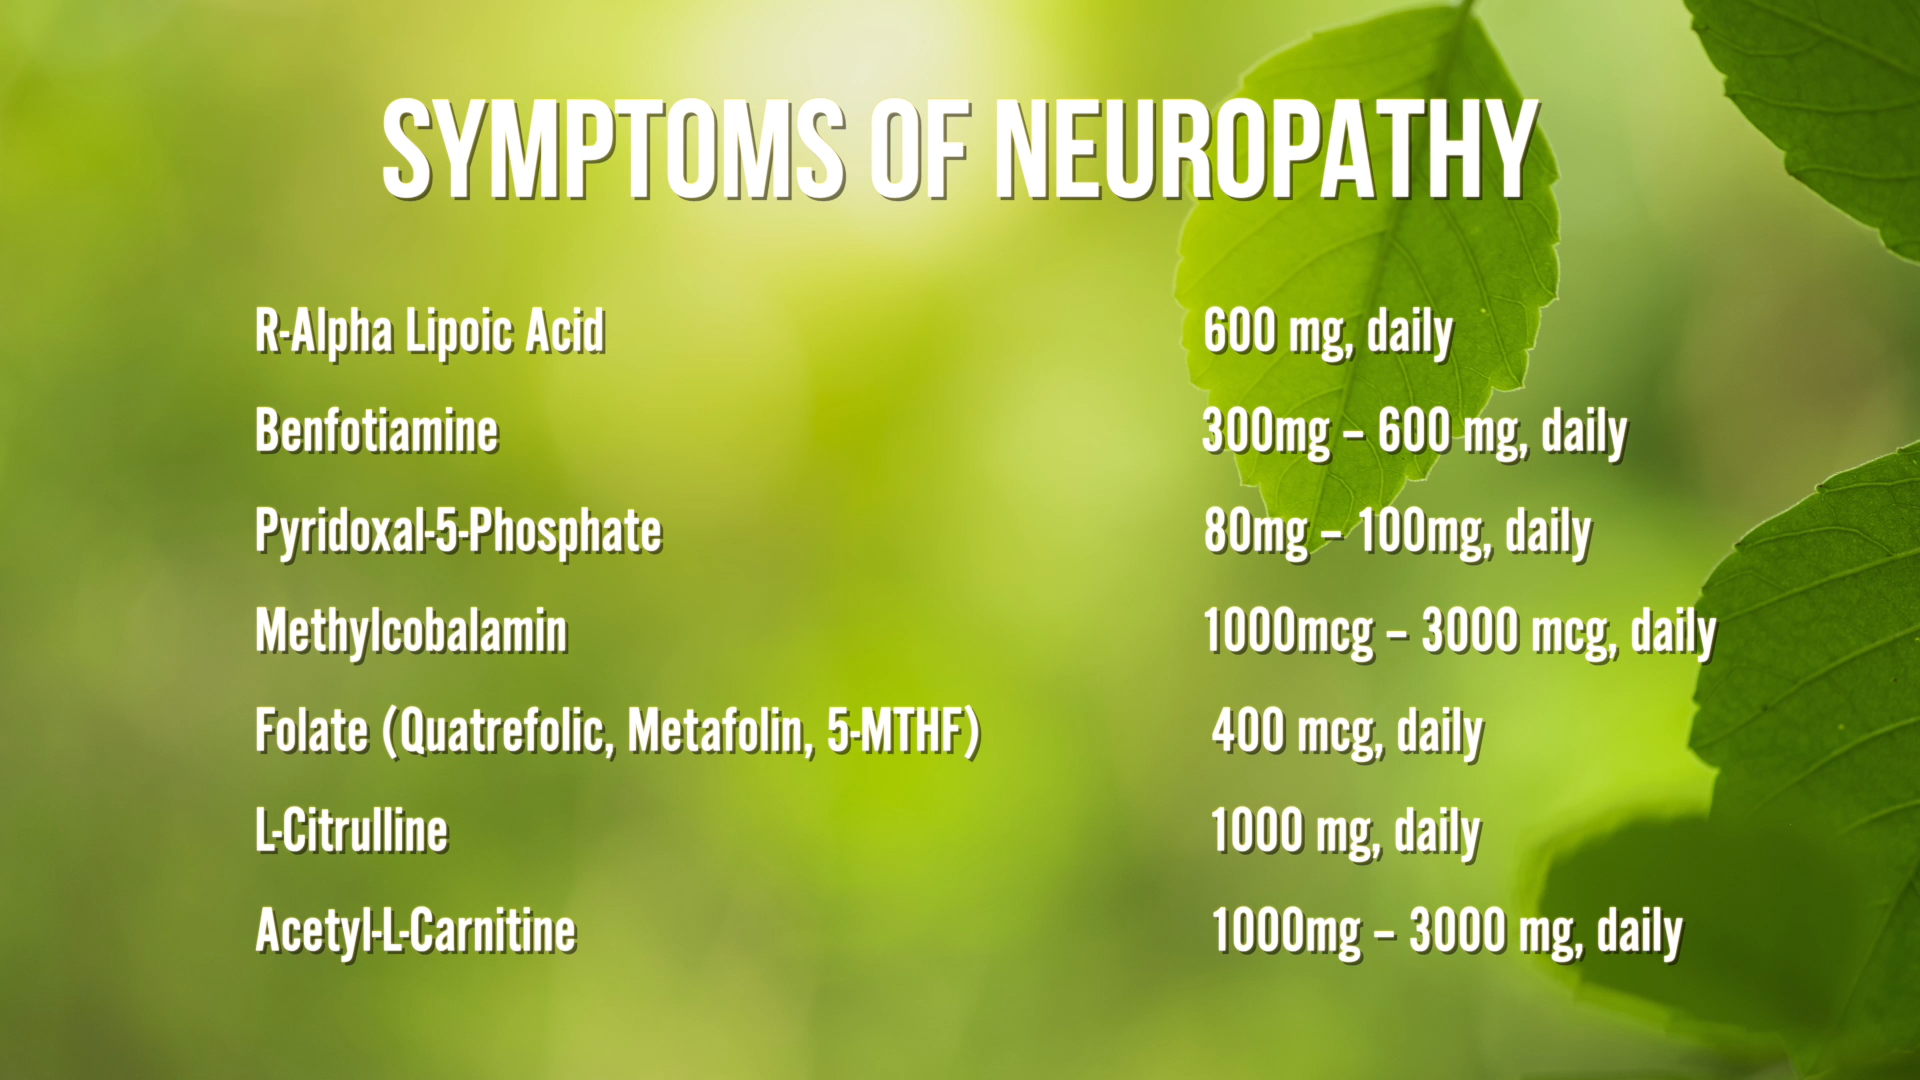 SYMPTOMS OF NEUROPATHY
R-Alpha Lipoic Acid 600 mg, daily
Benfotiamine 300mg – 600 mg, daily
Pyridoxal-5-Phosphate 80mg – 100mg, daily
Methylcobalamin 1000mcg – 3000 mcg, daily
Folate (Quatrefolic, Metafolin, 5-MTHF) 400 mcg, daily
L-Citrulline 1000 mg, daily
Acetyl-L-Carnitine 1000mg – 3000 mg, daily